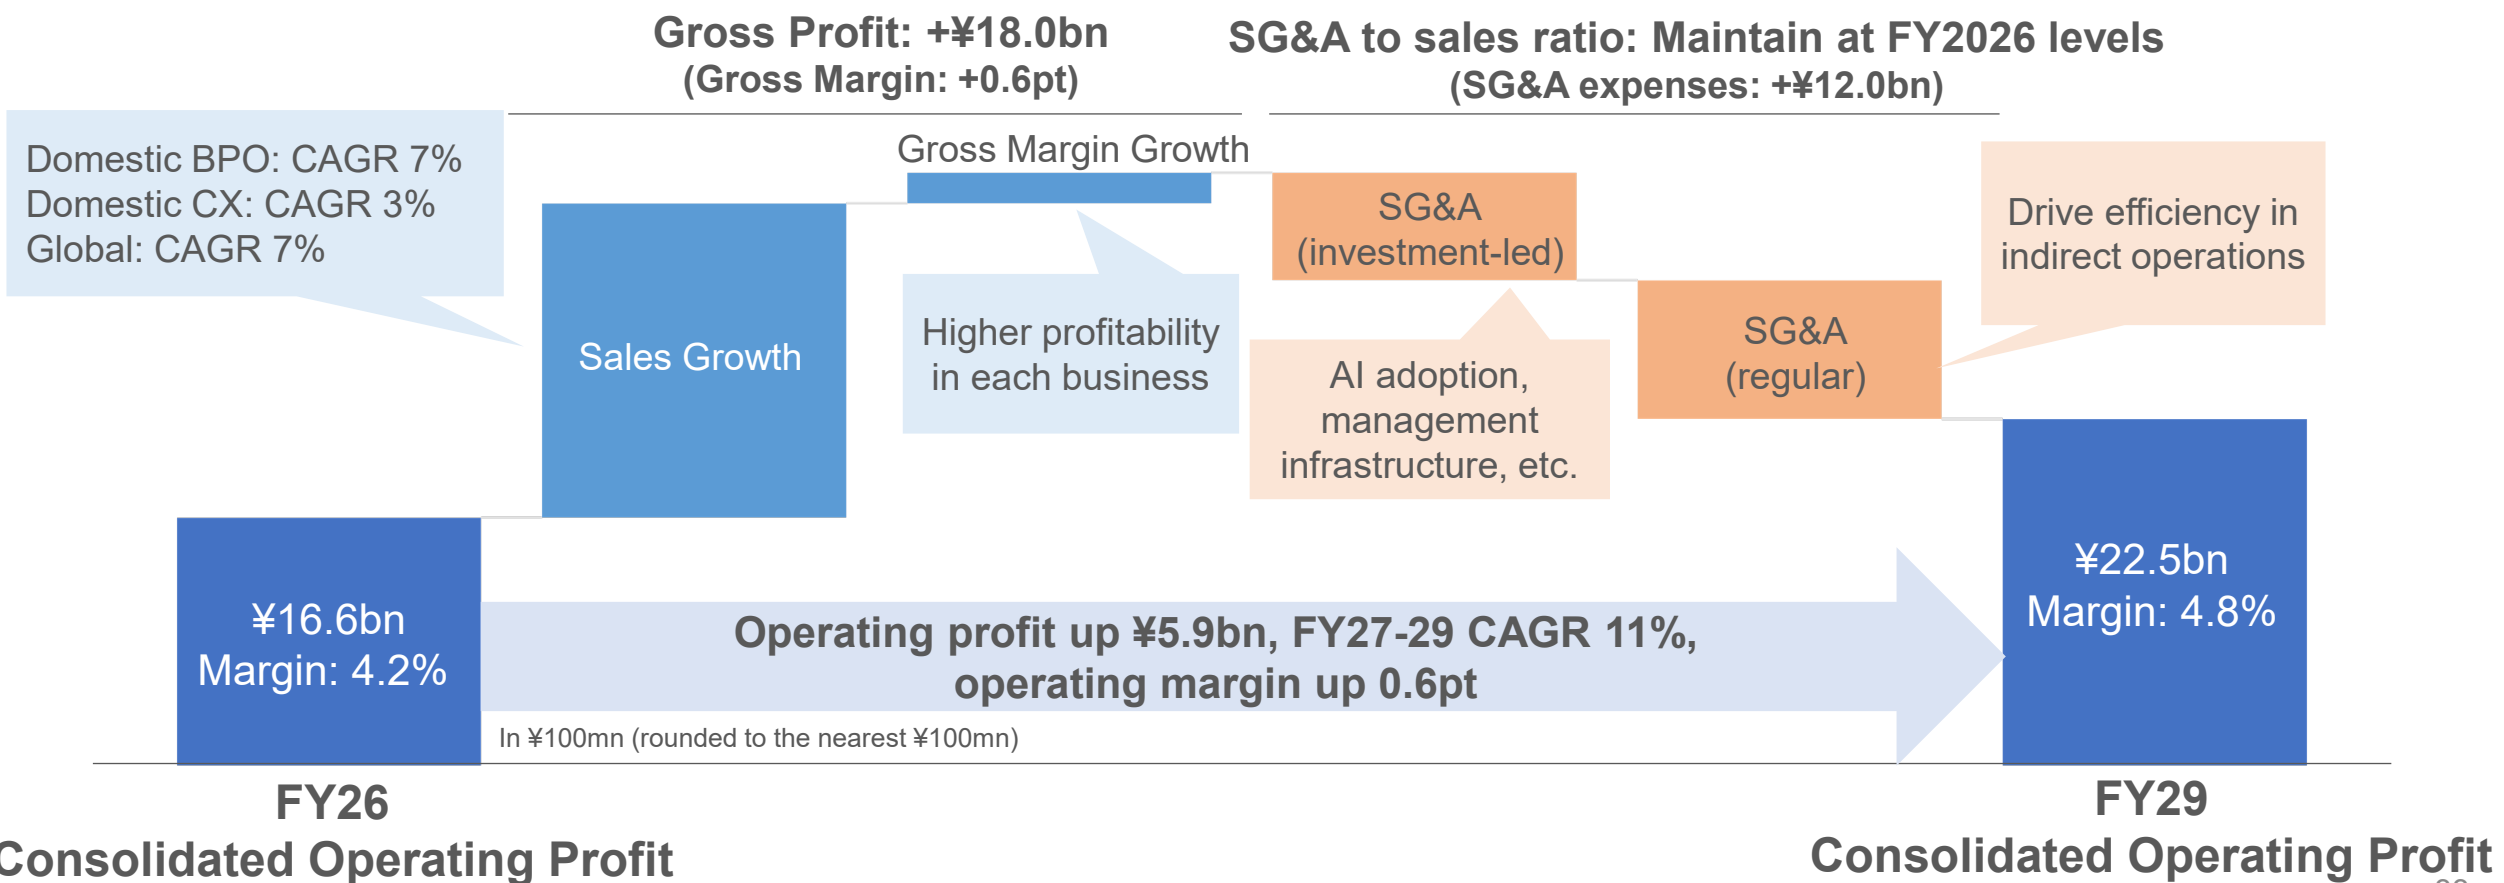 Gross Profit: +¥18.0bn
(Gross Margin: +0.6pt)
SG&A to sales ratio: Maintain at FY2026 levels
(SG&A expenses: +¥12.0bn)
Domestic BPO: CAGR 7%
Domestic CX: CAGR 3%
Global: CAGR 7%
Sales Growth
Gross Margin Growth
Higher profitability
in each business
SG&A
(investment-led)
AI adoption,
management
infrastructure, etc.
SG&A
(regular)
Drive efficiency in
indirect operations
¥16.6bn
Margin: 4.2%
Operating profit up ¥5.9bn, FY27-29 CAGR 11%,
operating margin up 0.6pt
In ¥100mn (rounded to the nearest ¥100mn)
¥22.5bn
Margin: 4.8%
FY26
Consolidated Operating Profit
FY29
Consolidated Operating Profit